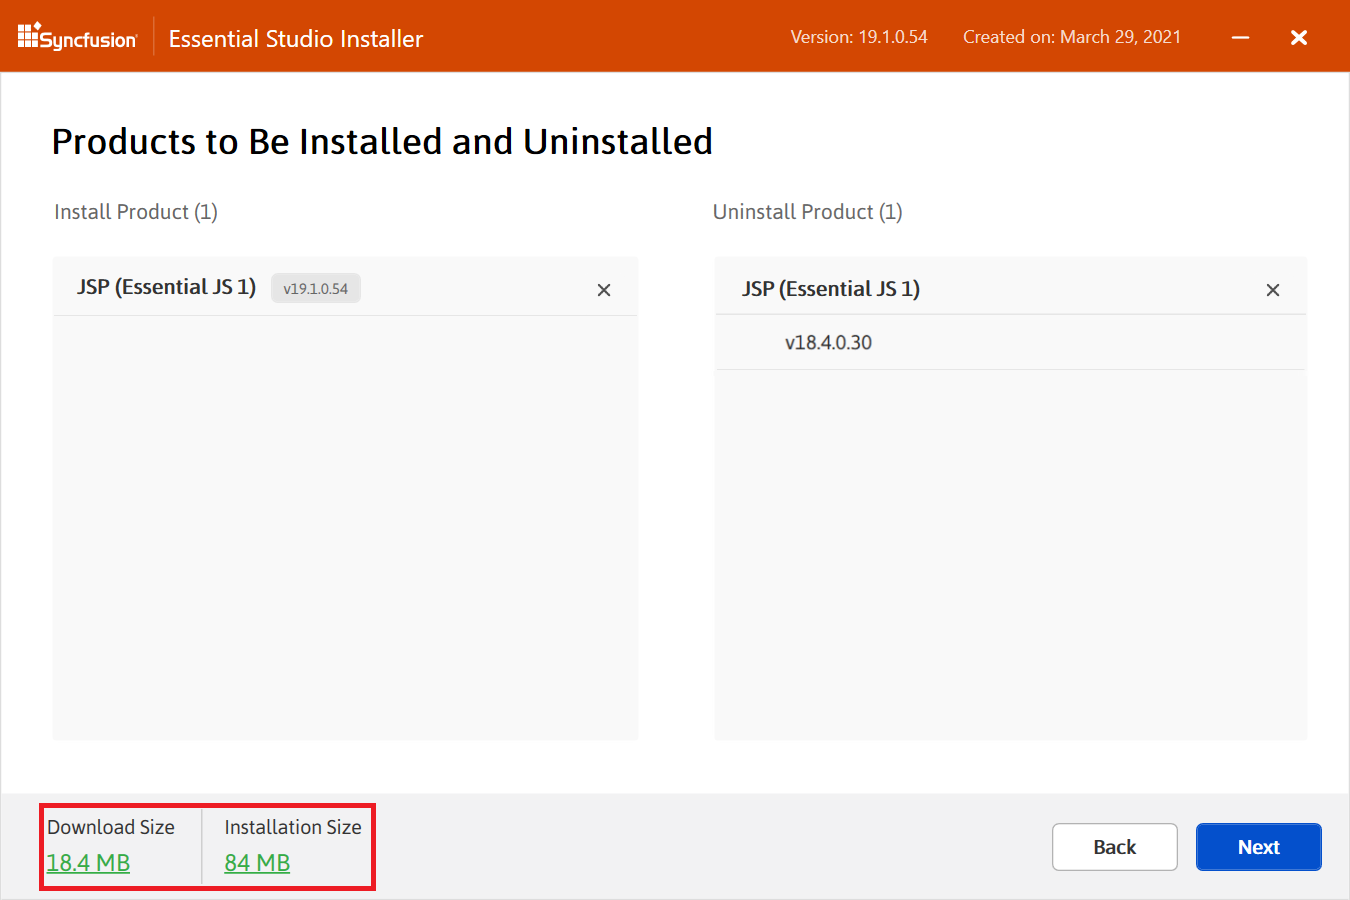 Syncfusion
Essential Studio Installer
Version: 19.1.0.54
Created on: March 29, 2021
Products to Be Installed and Uninstalled
Install Product (1)
Uninstall Product (1)
JSP (Essential JS 1)
v19.1.0.54
JSP (Essential JS 1)
v18.4.0.30
Download Size
18.4 MB
Installation Size
84 MB
Back
Next